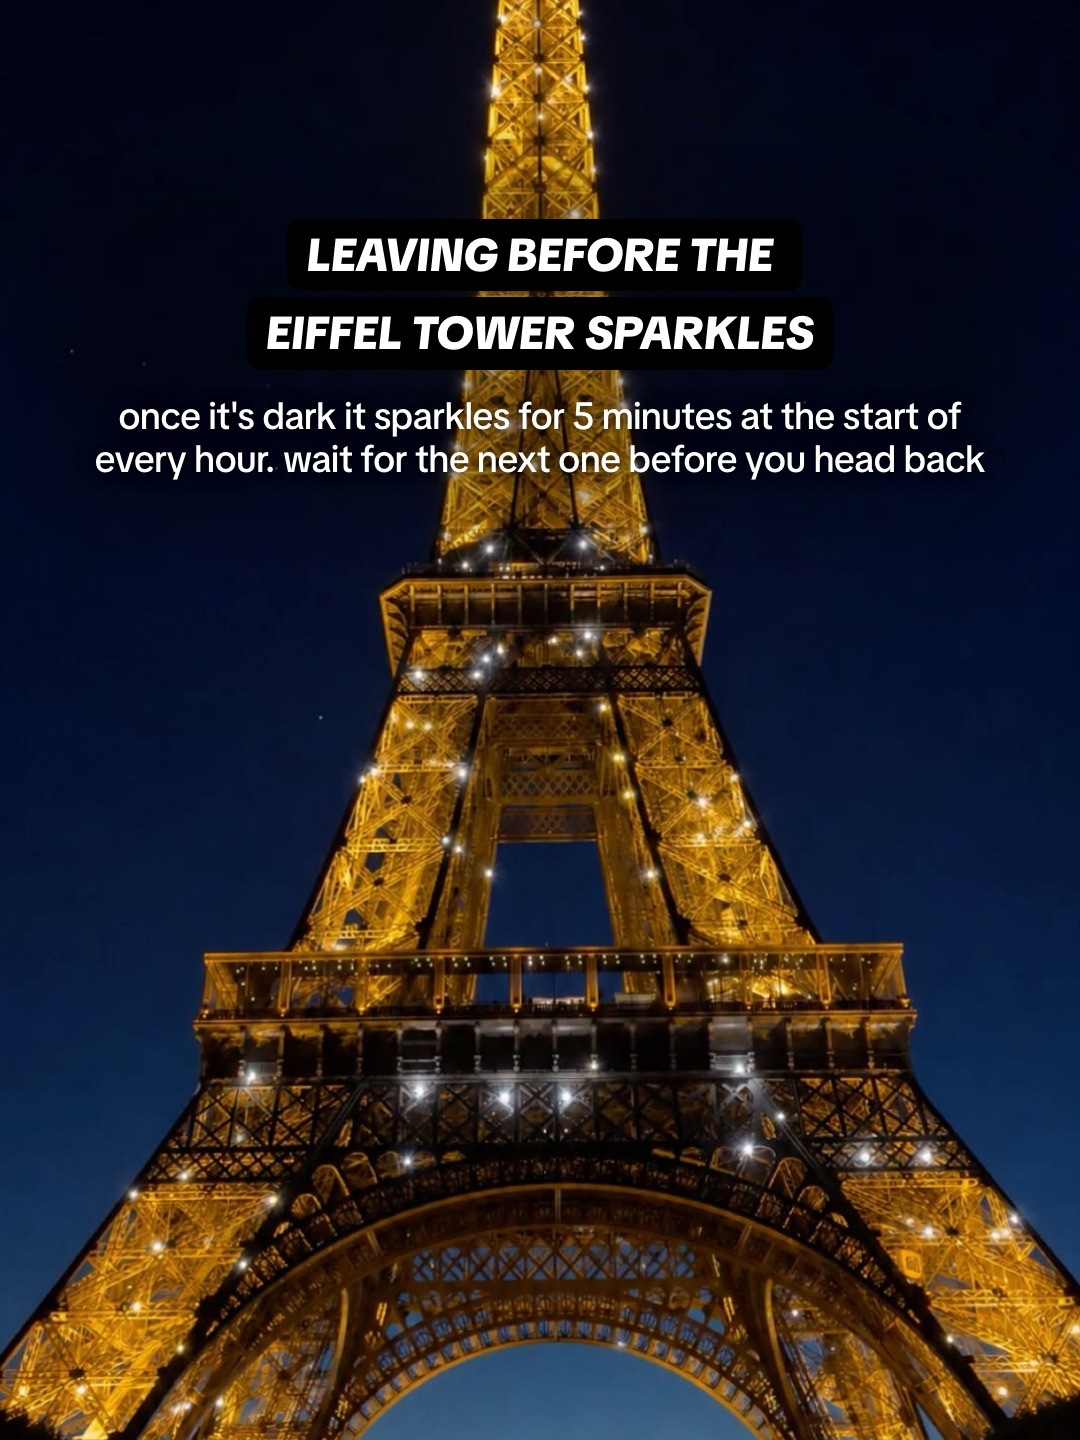 LEAVING BEFORE THE
EIFFEL TOWER SPARKLES
once it's dark it sparkles for 5 minutes at the start of
every hour. wait for the next one before you head back